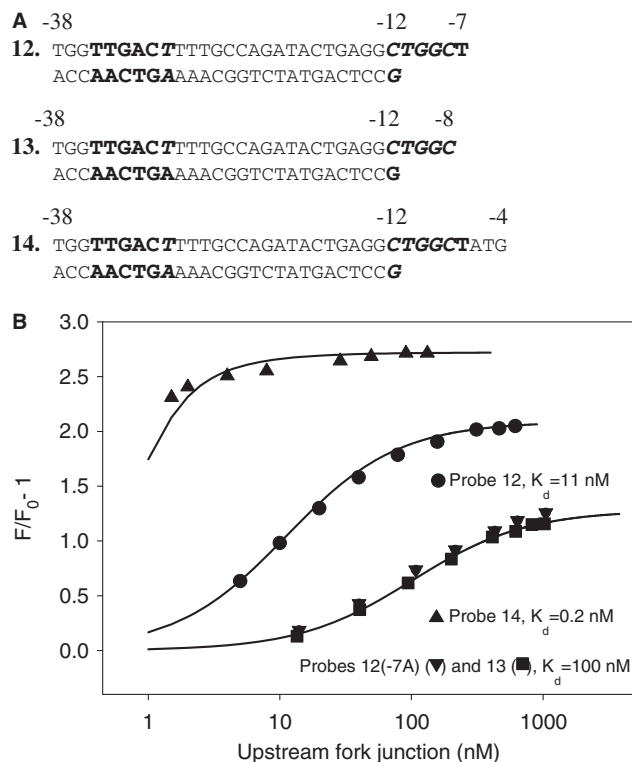 A
-38 -12 -7
12. TGGTTGACTTTTGCCAGATACTGAGGCTGGCT
ACCAACTGAAAACGGTCTATGACTCCG
-38 -12 -8
13. TGGTTGACTTTTGCCAGATACTGAGGCTGGC
ACCAACTGAAAACGGTCTATGACTCCG
-38 -12 -4
14. TGGTTGACTTTTGCCAGATACTGAGGCTGGCTATG
ACCAACTGAAAACGGTCTATGACTCCG
B
3.0
2.5
2.0
1.5
1.0
0.5
0.0
F/F0- 1
Probe 12, Kd=11 nM
Probe 14, Kd=0.2 nM
Probes 12(-7A) (▼) and 13 (■), Kd=100 nM
1 10 100 1000
Upstream fork junction (nM)